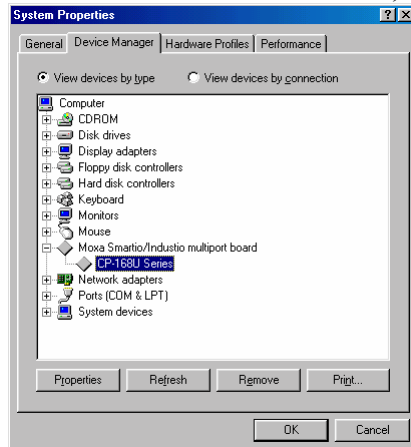 System Properties
General Device Manager Hardware Profiles Performance
View devices by type View devices by connection
Computer
CDROM
Disk drives
Display adapters
Floppy disk controllers
Hard disk controllers
Keyboard
Monitors
Mouse
Moxa Smartio/Industio multiport board
CP-168U Series
Network adapters
Ports (COM & LPT)
System devices
Properties Refresh Remove Print...
OK Cancel